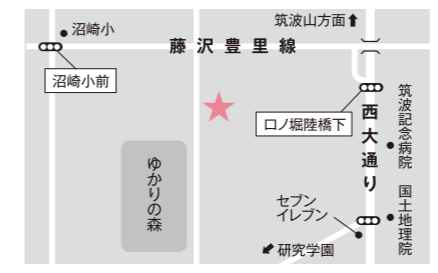 筑波山方面⬆
沼崎小
藤沢豊里線
沼崎小前
口ノ堀陸橋下
西大通り
筑波記念病院
ゆかりの森
セブン
イレブン
国土地理院
⬋研究学園